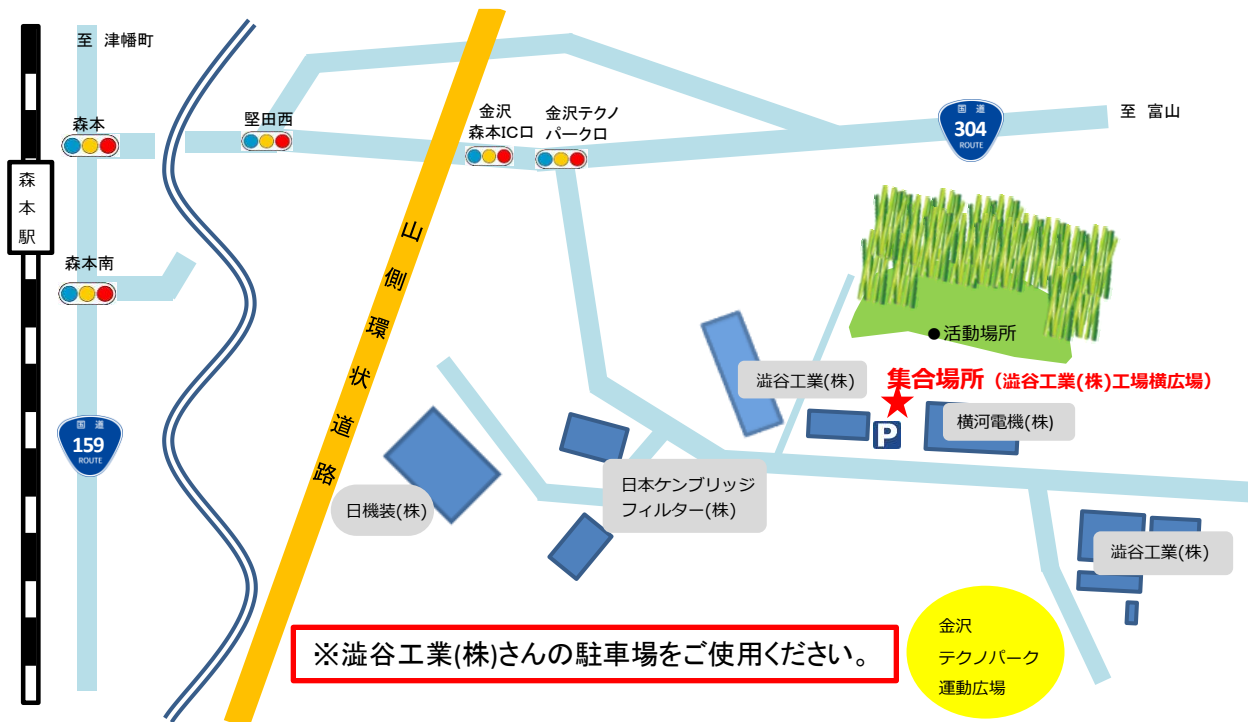 至 津幡町
森本
堅田西
金沢
森本IC口
金沢テクノ
パーク口
国道
304
ROUTE
至 富山
森本駅
森本南
山側環状道路
国道
159
ROUTE
●活動場所
集合場所（澁谷工業(株)工場横広場）
澁谷工業(株)
P
横河電機(株)
日機装(株)
日本ケンブリッジ
フィルター(株)
澁谷工業(株)
※澁谷工業(株)さんの駐車場をご使用ください。
金沢
テクノパーク
運動広場